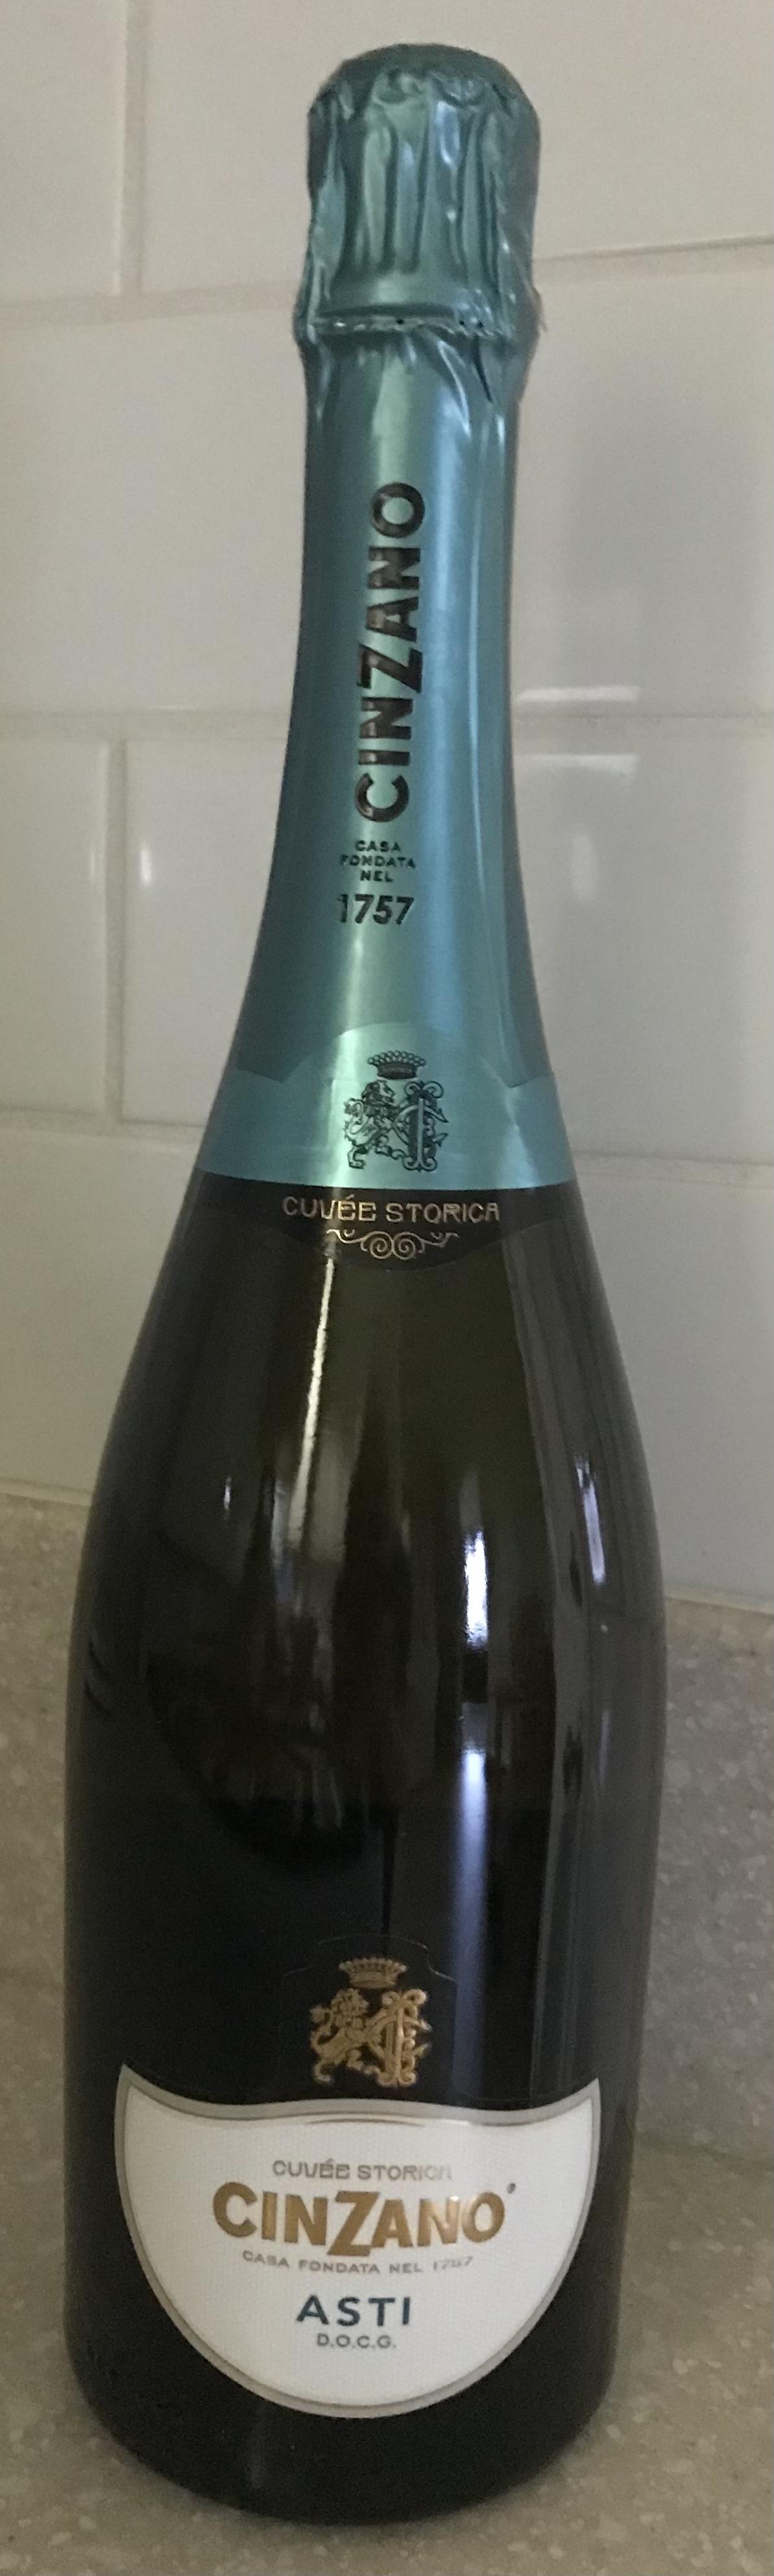 CINZANO
CASA
FONDATA
NEL
1757
CUVÉE STORICA
CUVÉE STORICA
CINZANO®
CASA FONDATA NEL 1757
ASTI
D.O.C.G.